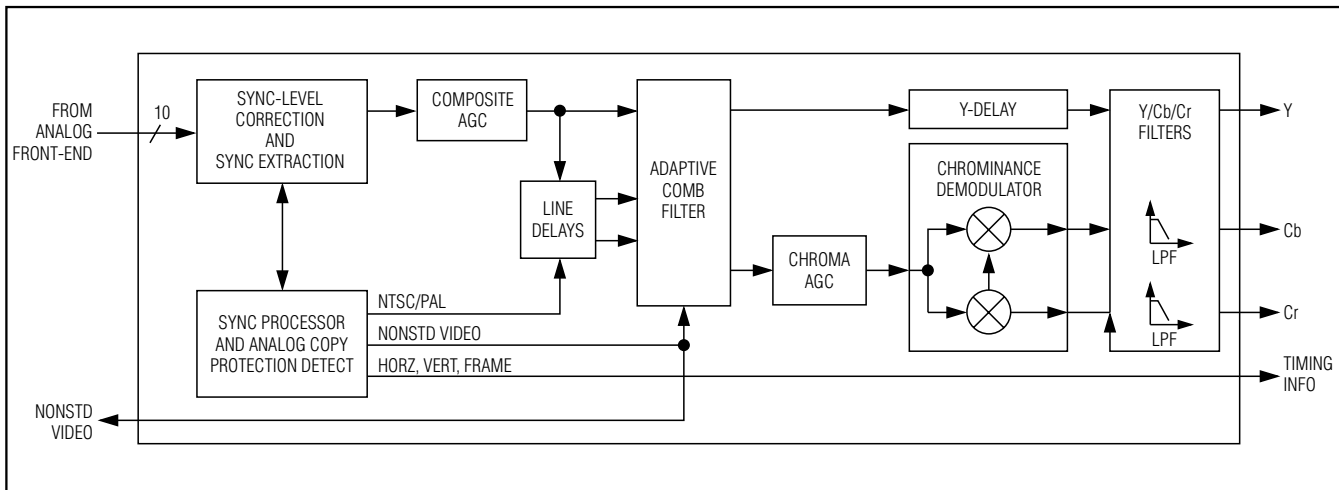 FROM
ANALOG
FRONT-END
10
SYNC-LEVEL
CORRECTION
AND
SYNC EXTRACTION
COMPOSITE
AGC
LINE
DELAYS
ADAPTIVE
COMB
FILTER
Y-DELAY
CHROMINANCE
DEMODULATOR
CHROMA
AGC
Y/Cb/Cr
FILTERS
LPF
LPF
Y
Cb
Cr
SYNC PROCESSOR
AND ANALOG COPY
PROTECTION DETECT
NTSC/PAL
NONSTD VIDEO
HORZ, VERT, FRAME
TIMING
INFO
NONSTD
VIDEO